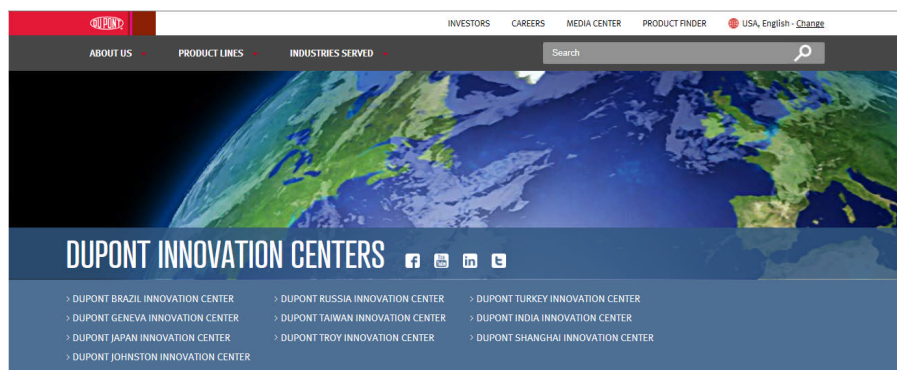 DUPONT
INVESTORS CAREERS MEDIA CENTER PRODUCT FINDER USA, English - Change
ABOUT US PRODUCT LINES INDUSTRIES SERVED Search
DUPONT INNOVATION CENTERS f You Tube in t
> DUPONT BRAZIL INNOVATION CENTER > DUPONT RUSSIA INNOVATION CENTER > DUPONT TURKEY INNOVATION CENTER
> DUPONT GENEVA INNOVATION CENTER > DUPONT TAIWAN INNOVATION CENTER > DUPONT INDIA INNOVATION CENTER
> DUPONT JAPAN INNOVATION CENTER > DUPONT TROY INNOVATION CENTER > DUPONT SHANGHAI INNOVATION CENTER
> DUPONT JOHNSTON INNOVATION CENTER